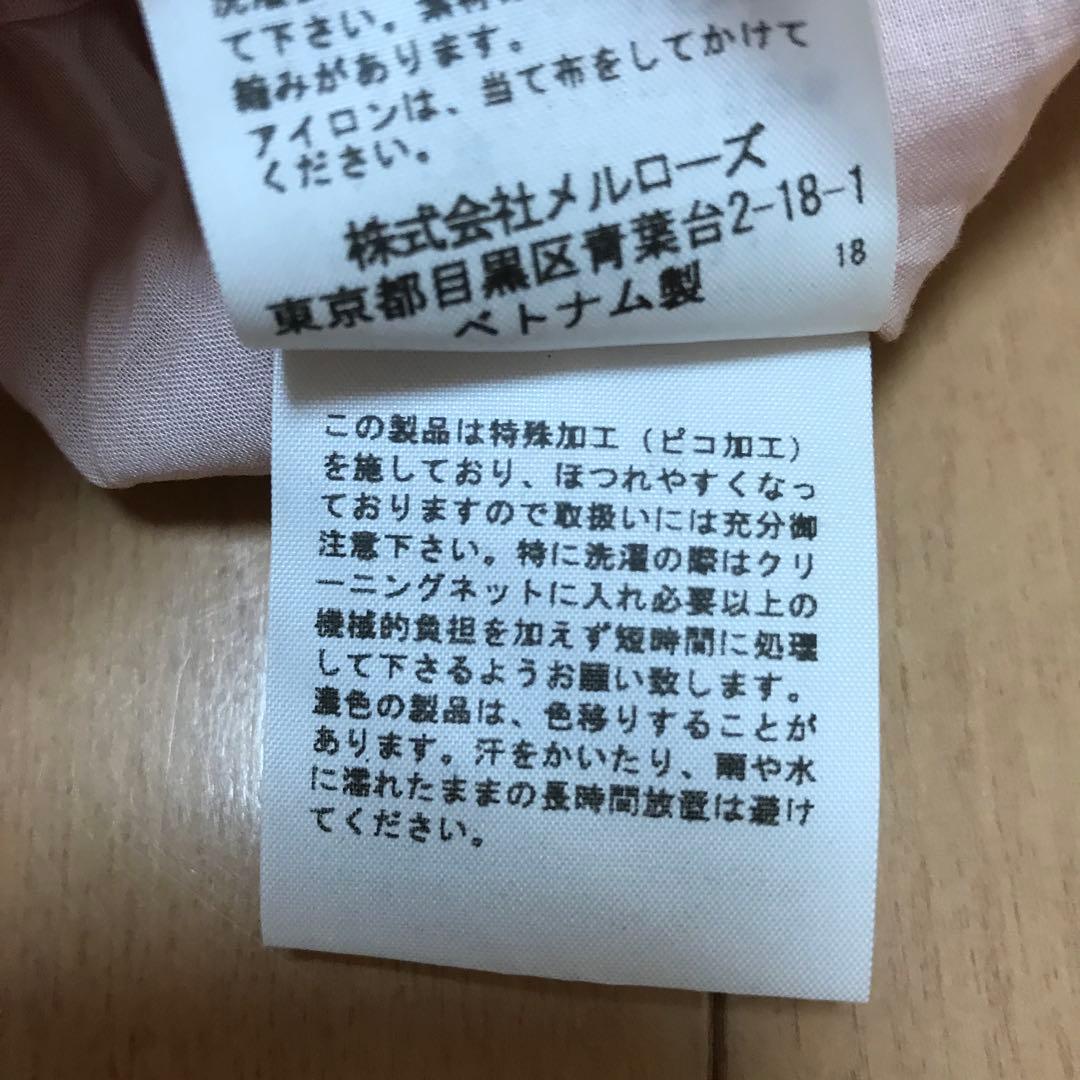 て下さい。素材
縮みがあります。
アイロンは、当て布をしてかけて
ください。
株式会社メルローズ
東京都目黒区青葉台2-18-1
ベトナム製
18
この製品は特殊加工(ピコ加工)
を施しており、ほつれやすくなっ
ておりますので取扱いには充分御
注意下さい。特に洗濯の際はクリ
ーニングネットに入れ必要以上の
機械的負担を加えず短時間に処理
して下さるようお願い致します。
濃色の製品は、色移りすることが
あります。汗をかいたり、雨や水
に濡れたままの長時間放置は避け
てください。